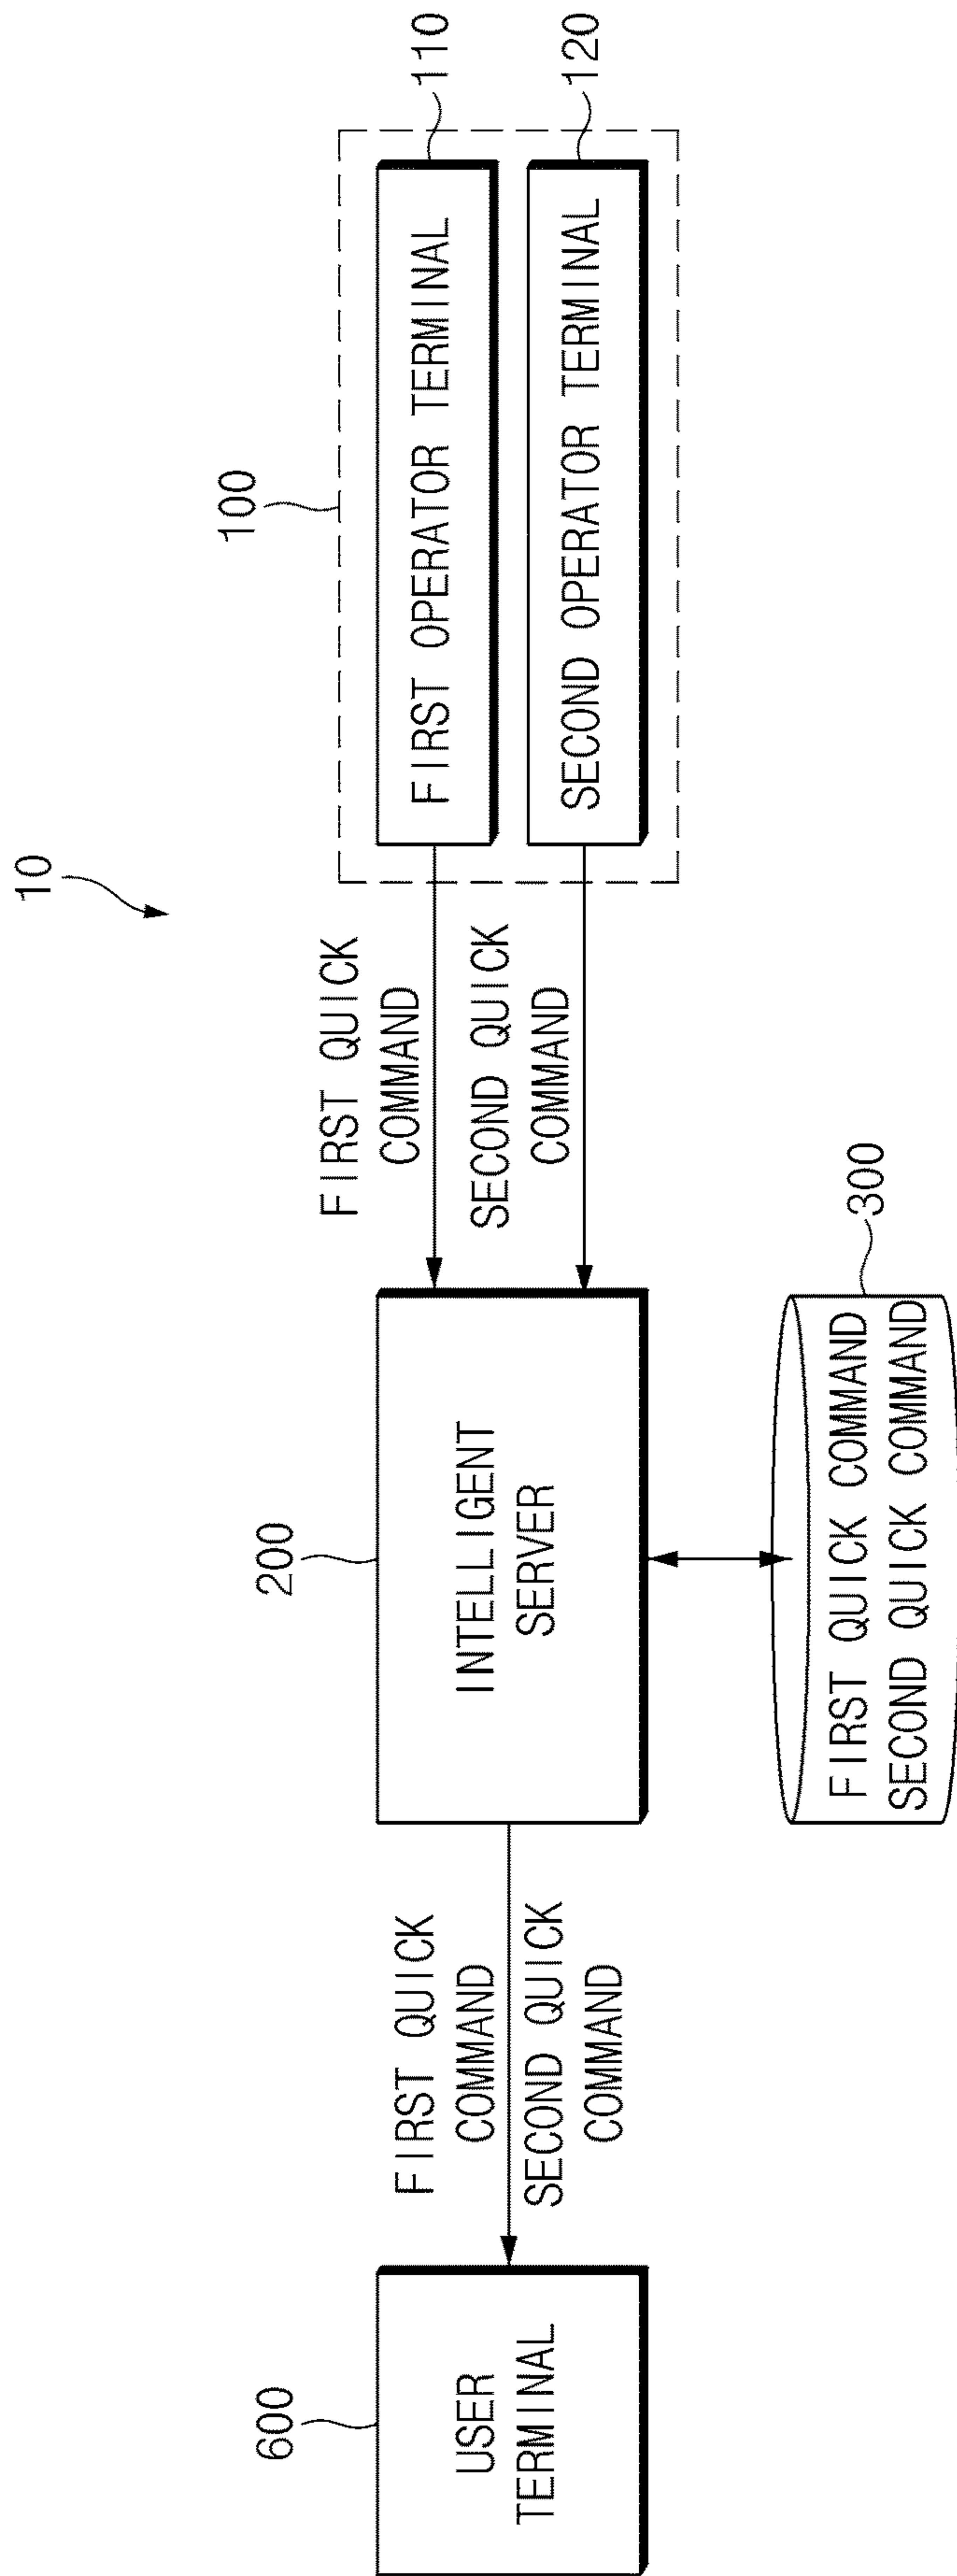 10
100
600
USER
TERMINAL
FIRST QUICK
COMMAND
SECOND QUICK
COMMAND
200
INTELLIGENT
SERVER
FIRST QUICK
COMMAND
SECOND QUICK
COMMAND
FIRST OPERATOR TERMINAL
110
SECOND OPERATOR TERMINAL
120
FIRST QUICK COMMAND
SECOND QUICK COMMAND
300